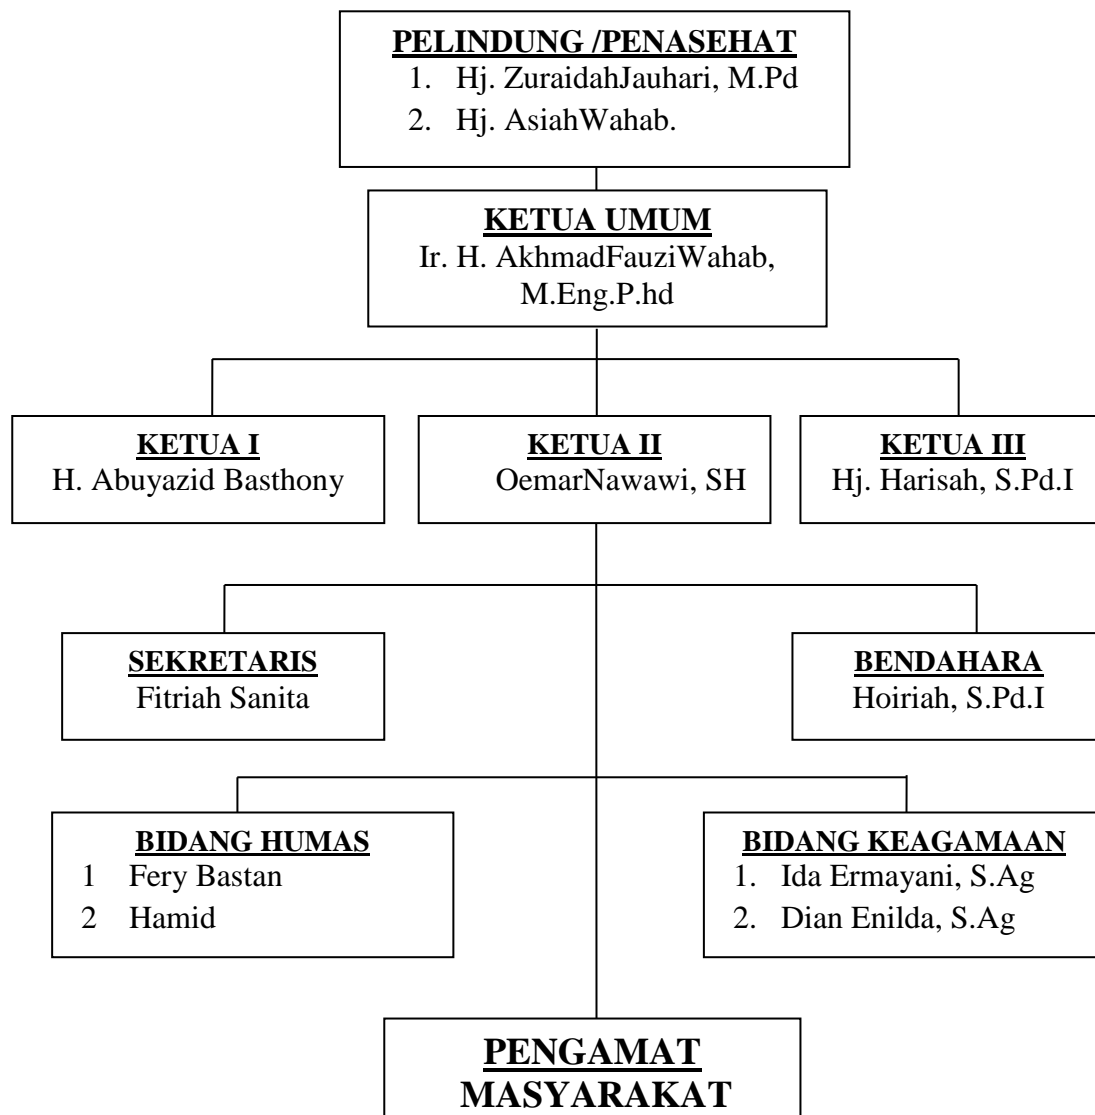 PELINDUNG /PENASEHAT
1. Hj. ZuraidahJauhari, M.Pd
2. Hj. AsiahWahab.
KETUA UMUM
Ir. H. AkhmadFauziWahab,
M.Eng.P.hd
KETUA I
H. Abuyazid Basthony
KETUA II
OemarNawawi, SH
KETUA III
Hj. Harisah, S.Pd.I
SEKRETARIS
Fitriah Sanita
BENDAHARA
Hoiriah, S.Pd.I
BIDANG HUMAS
1 Fery Bastan
2 Hamid
BIDANG KEAGAMAAN
1. Ida Ermayani, S.Ag
2. Dian Enilda, S.Ag
PENGAMAT
MASYARAKAT